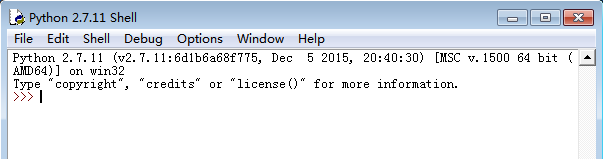 Python 2.7.11 Shell
File Edit Shell Debug Options Window Help
Python 2.7.11 (v2.7.11:6d1b6a68f775, Dec  5 2015, 20:40:30) [MSC v.1500 64 bit (
AMD64)] on win32
Type "copyright", "credits" or "license()" for more information.
>>>